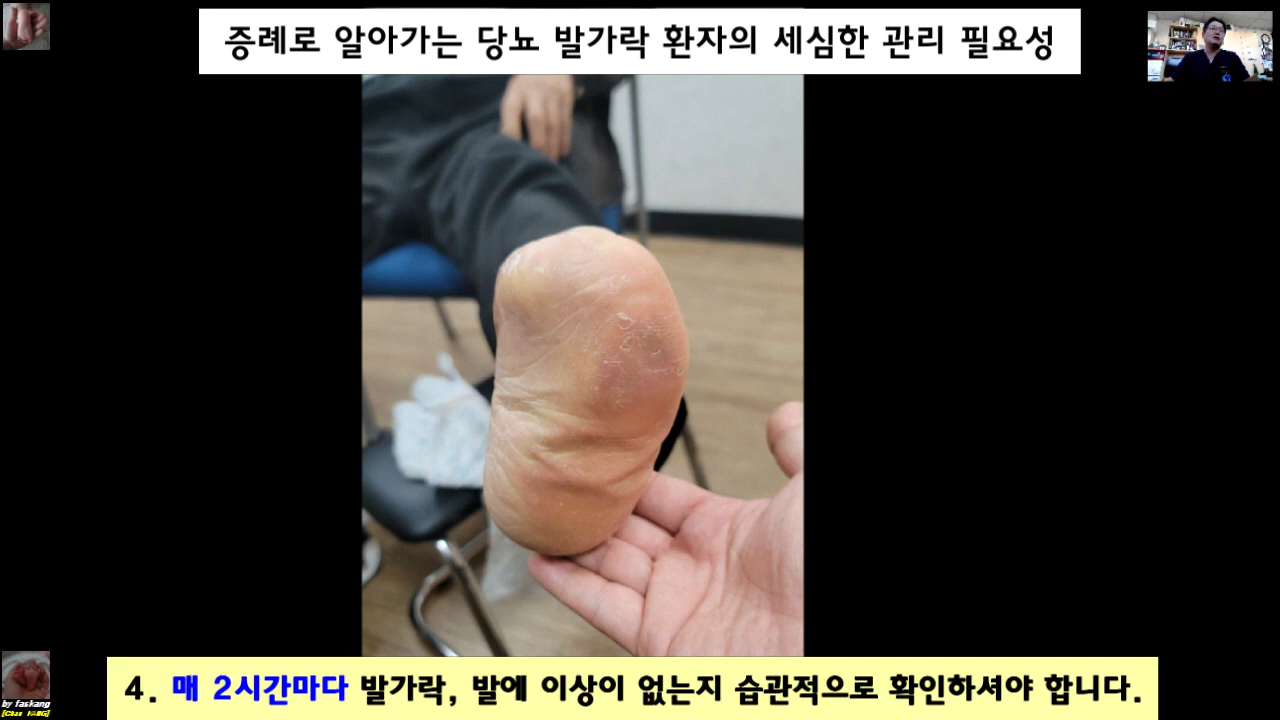 증례로 알아가는 당뇨 발가락 환자의 세심한 관리 필요성
4. 매 2시간마다 발가락, 발에 이상이 없는지 습관적으로 확인하셔야 합니다.
by faskang